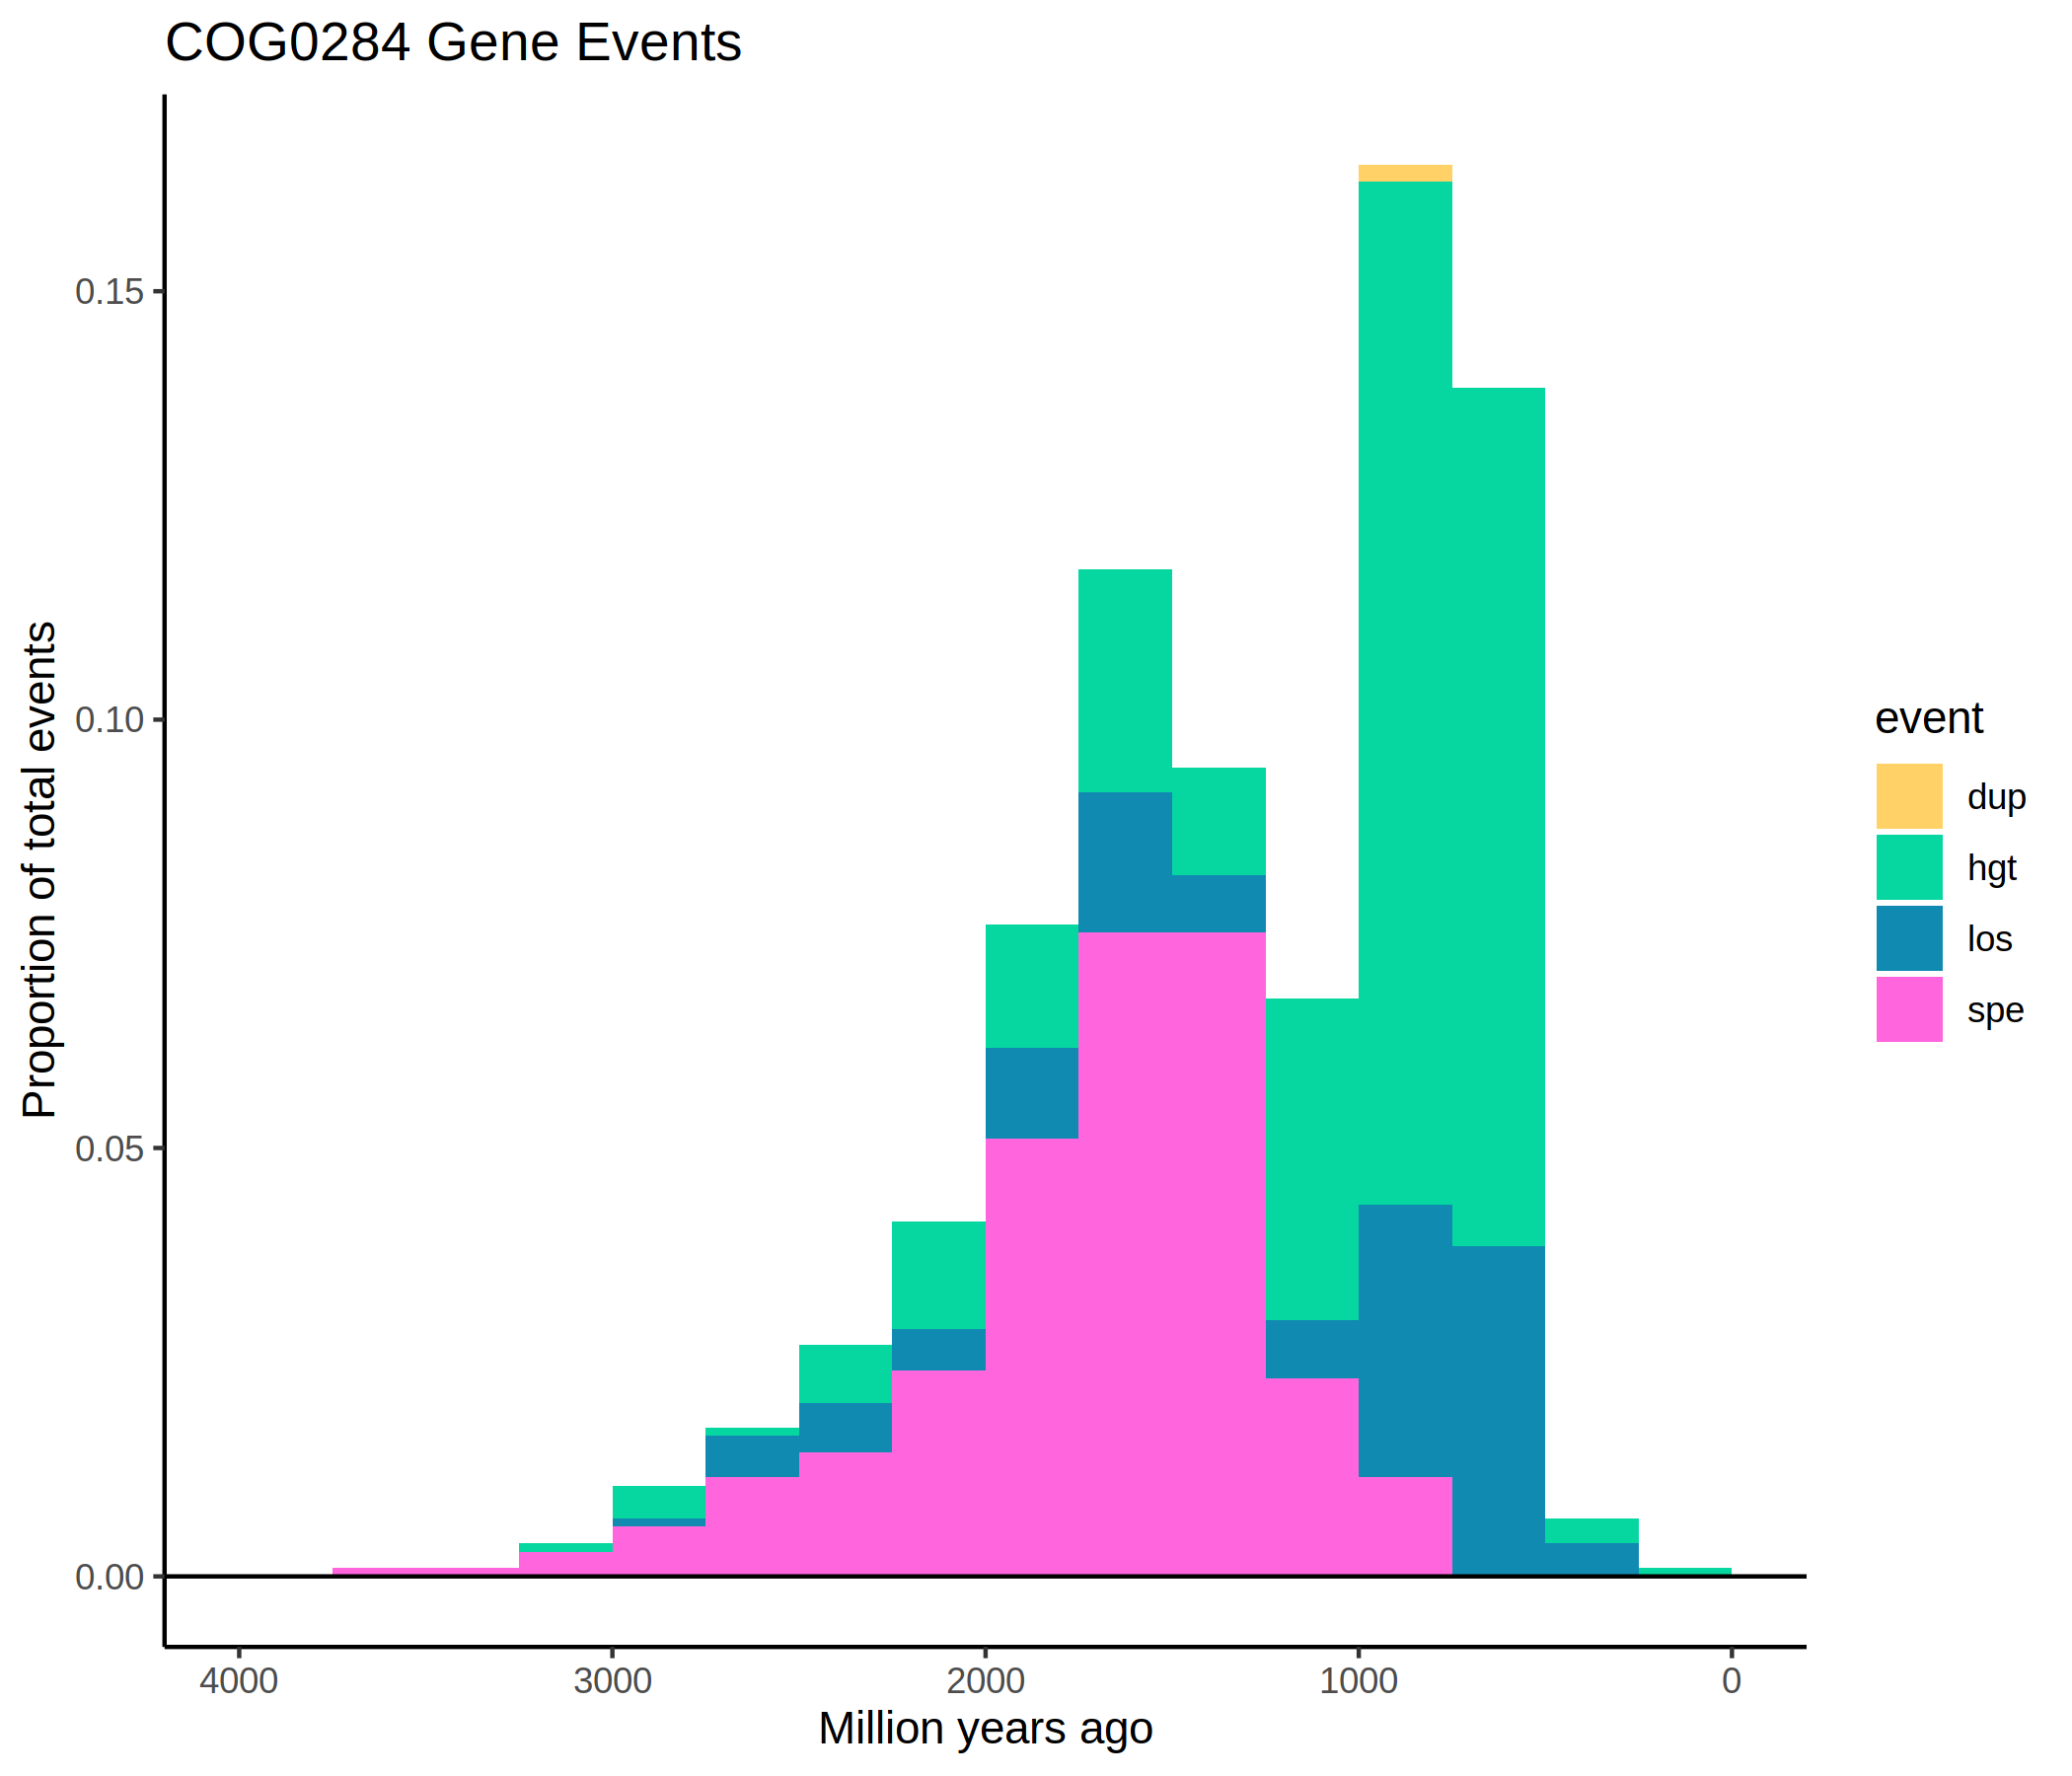 COG0284 Gene Events
Proportion of total events
0.15
0.10
0.05
0.00
4000 3000 2000 1000 0
Million years ago
event
dup
hgt
los
spe